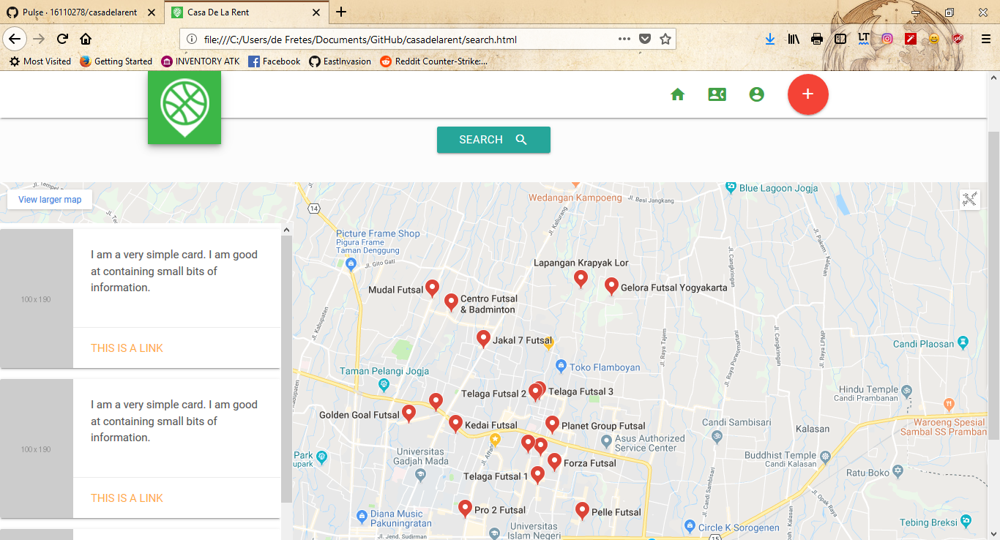 Pulse · 16110278/casadelarent
Casa De La Rent
file:///C:/Users/de Fretes/Documents/GitHub/casadelarent/search.html
Most Visited
Getting Started
INVENTORY ATK
Facebook
EastInvasion
Reddit Counter-Strike:...
SEARCH
View larger map
I am a very simple card. I am good
at containing small bits of
information.
100 x 190
THIS IS A LINK
I am a very simple card. I am good
at containing small bits of
information.
100 x 190
THIS IS A LINK
Wedangan Kampoeng
Jl. Besi Jangkang
Blue Lagoon Jogja
14
Jl. Kaliurang
Picture Frame Shop
Pigura Frame
Taman Denggung
Jl. Gito Gati
Lapangan Krapyak Lor
Jl. Cangkringan
Jl. Pakem - Kalasan
Mudal Futsal
Gelora Futsal Yogyakarta
Centro Futsal
& Badminton
Jl. Kabupaten
Jakal 7 Futsal
Jl. Raya Tajem
Jl. Raya Purwomartani
Jl. Cangkringan
Jl. Raya LPMP
Candi Plaosan
Toko Flamboyan
Taman Pelangi Jogja
Telaga Futsal 2
Telaga Futsal 3
Hindu Temple
Candi Prambanan
Golden Goal Futsal
Kedai Futsal
Planet Group Futsal
Candi Sambisari
Kalasan
Waroeng Spesial
Sambal SS Pramban
Asus Authorized
Service Center
Jl. Affandi
Universitas
Gadjah Mada
Park
upark
Forza Futsal
Buddhist Temple
Candi Kalasan
Ratu Boko
Telaga Futsal 1
Jl. Opak Raya
Pro 2 Futsal
Pelle Futsal
Diana Music
Pakuningratan
Universitas
Islam Negeri
Circle K Sorogenen
Tebing Breksi
Jl. Jend. Sudirman
15